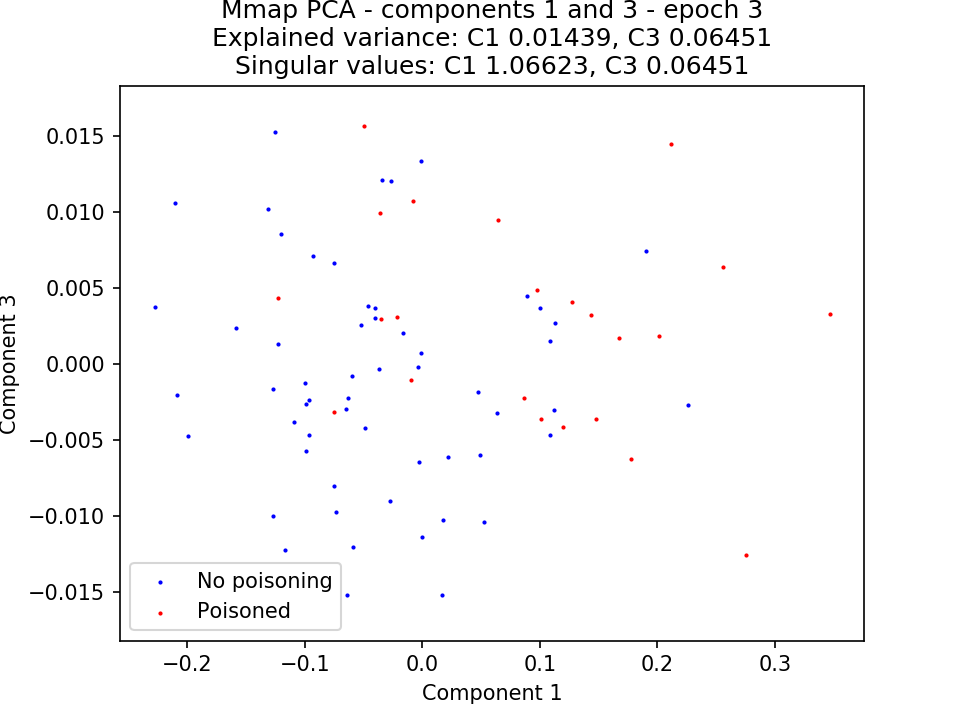 Mmap PCA - components 1 and 3 - epoch 3
Explained variance: C1 0.01439, C3 0.06451
Singular values: C1 1.06623, C3 0.06451
0.015
0.010
0.005
0.000
−0.005
−0.010
−0.015
Component 3
No poisoning
Poisoned
−0.2
−0.1
0.0
0.1
0.2
0.3
Component 1